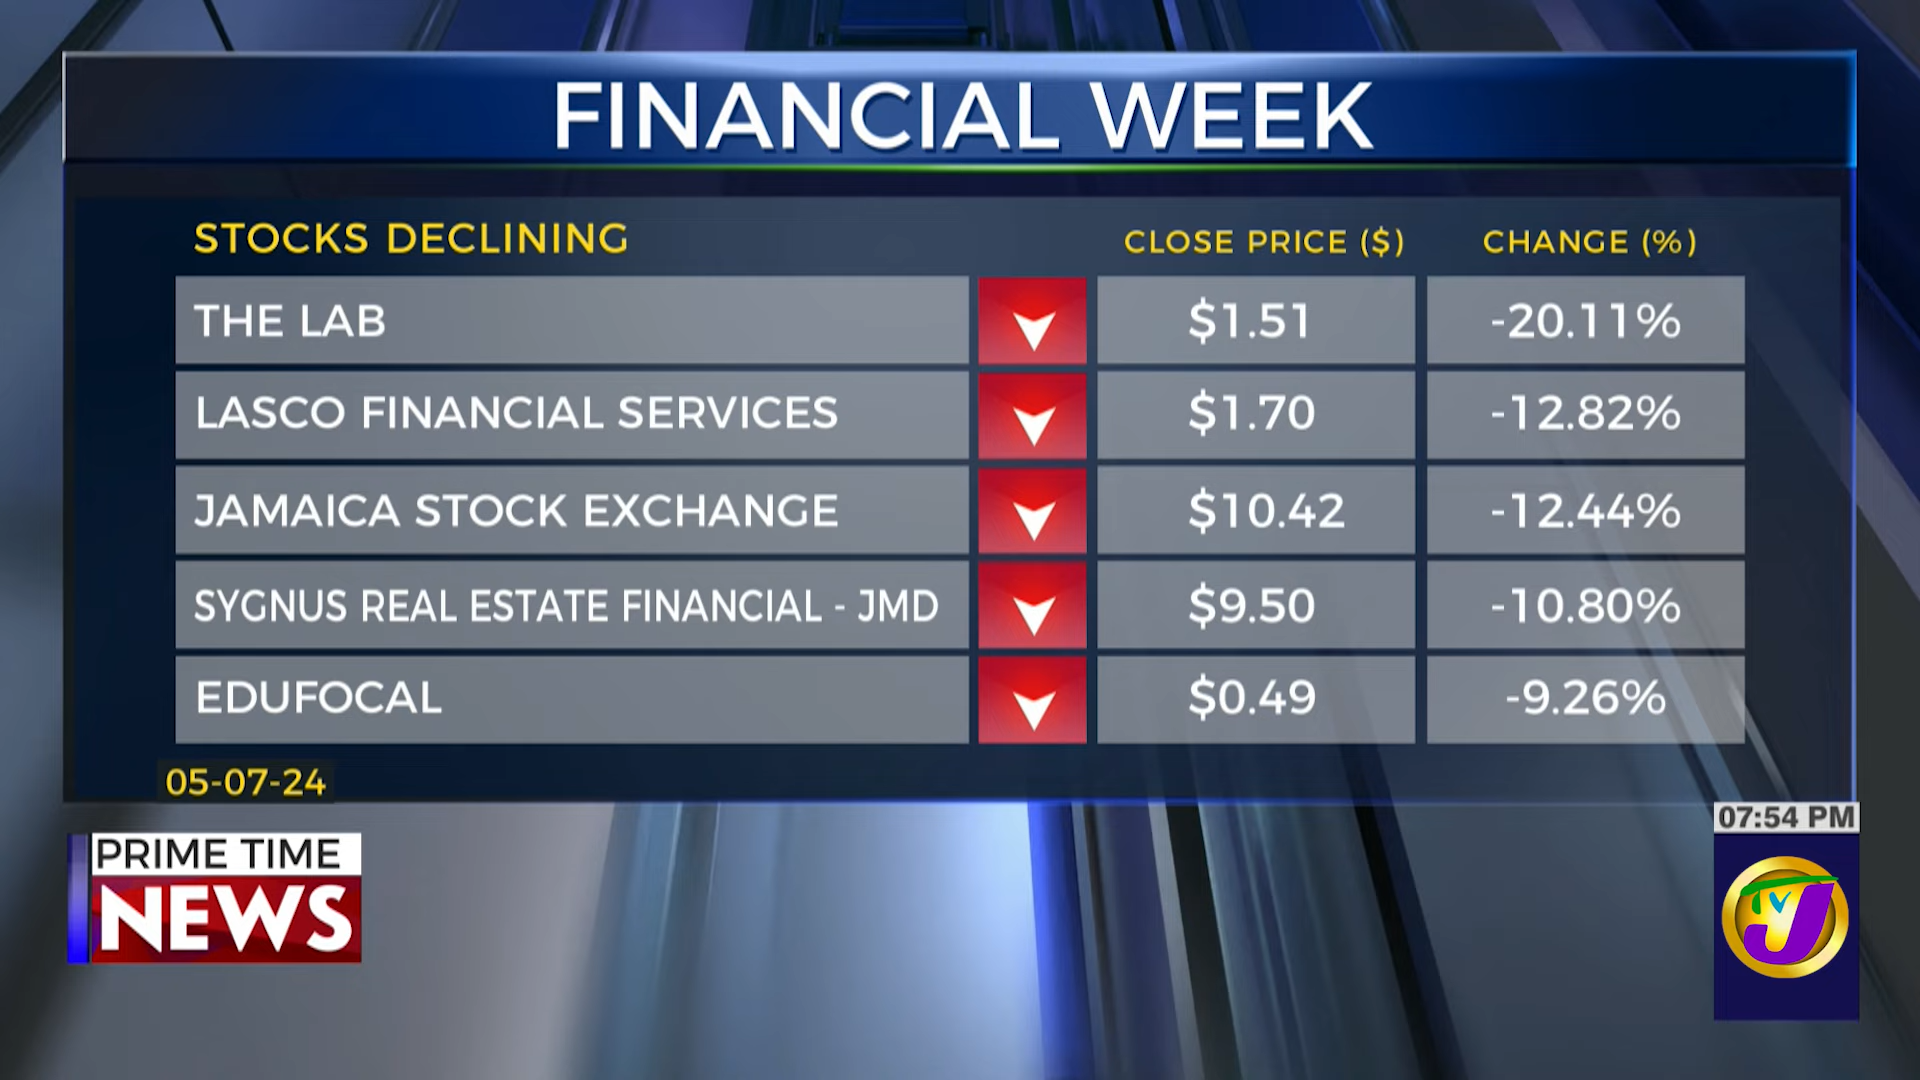 FINANCIAL WEEK
STOCKS DECLINING CLOSE PRICE ($) CHANGE (%)
THE LAB $1.51 -20.11%
LASCO FINANCIAL SERVICES $1.70 -12.82%
JAMAICA STOCK EXCHANGE $10.42 -12.44%
SYGNUS REAL ESTATE FINANCIAL - JMD $9.50 -10.80%
EDUFOCAL $0.49 -9.26%
05-07-24
07:54 PM
PRIME TIME
NEWS
TVJ